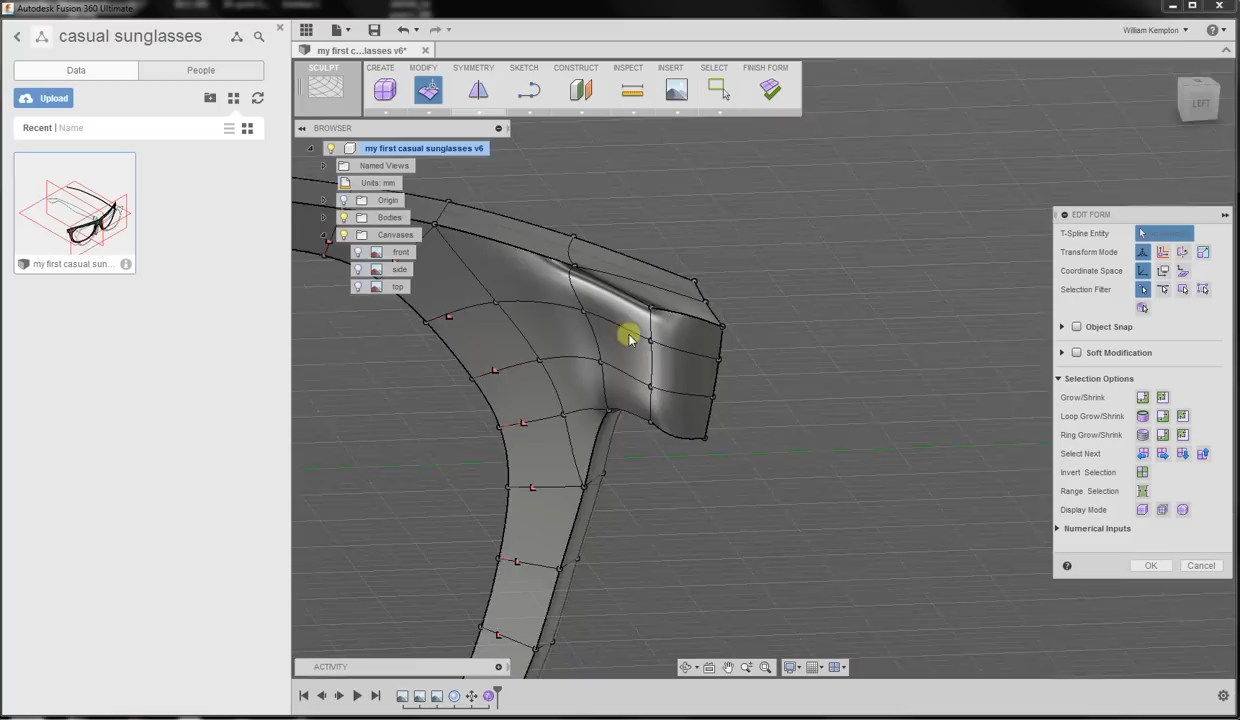 Autodesk Fusion 360 Ultimate
casual sunglasses
my first c...lasses v6*
William Kempton
Data
People
SCULPT
CREATE
MODIFY
SYMMETRY
SKETCH
CONSTRUCT
INSPECT
INSERT
SELECT
FINISH FORM
Upload
Recent | Name
BROWSER
my first casual sunglasses v6
Named Views
Units: mm
Origin
Bodies
Canvases
front
side
top
my first casual sun...
LEFT
EDIT FORM
T-Spline Entity
Transform Mode
Coordinate Space
Selection Filter
Object Snap
Soft Modification
Selection Options
Grow/Shrink
Loop Grow/Shrink
Ring Grow/Shrink
Select Next
Invert Selection
Range Selection
Display Mode
Numerical Inputs
OK
Cancel
ACTIVITY